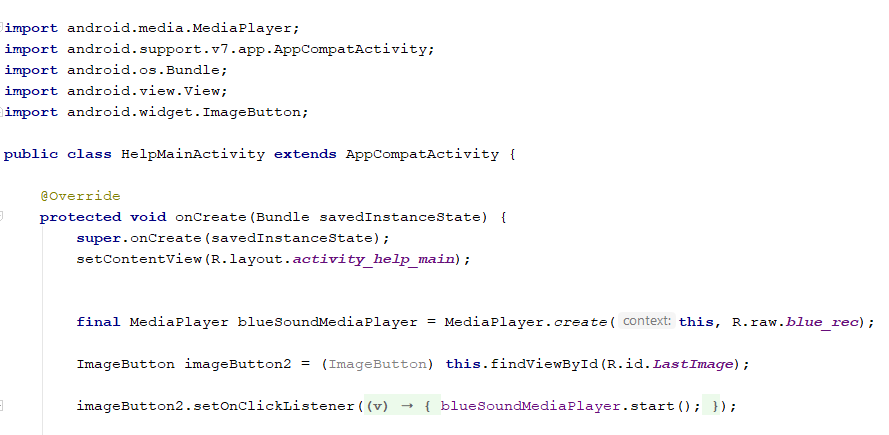 import android.media.MediaPlayer;
import android.support.v7.app.AppCompatActivity;
import android.os.Bundle;
import android.view.View;
import android.widget.ImageButton;
public class HelpMainActivity extends AppCompatActivity {
@Override
protected void onCreate(Bundle savedInstanceState) {
super.onCreate(savedInstanceState);
setContentView(R.layout.activity_help_main);
final MediaPlayer blueSoundMediaPlayer = MediaPlayer.create( context: this, R.raw.blue_rec);
ImageButton imageButton2 = (ImageButton) this.findViewById(R.id.LastImage);
imageButton2.setOnClickListener((v) → { blueSoundMediaPlayer.start(); });